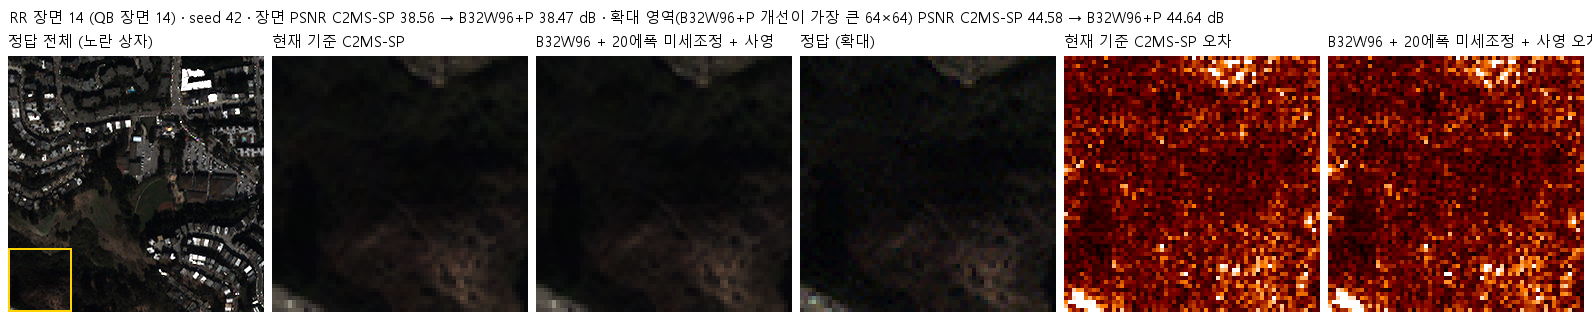 RR 장면 14 (QB 장면 14) · seed 42 · 장면 PSNR C2MS-SP 38.56 → B32W96+P 38.47 dB · 확대 영역(B32W96+P 개선이 가장 큰 64×64) PSNR C2MS-SP 44.58 → B32W96+P 44.64 dB
정답 전체 (노란 상자)
현재 기준 C2MS-SP
B32W96 + 20에폭 미세조정 + 사영
정답 (확대)
현재 기준 C2MS-SP 오차
B32W96 + 20에폭 미세조정 + 사영 오차